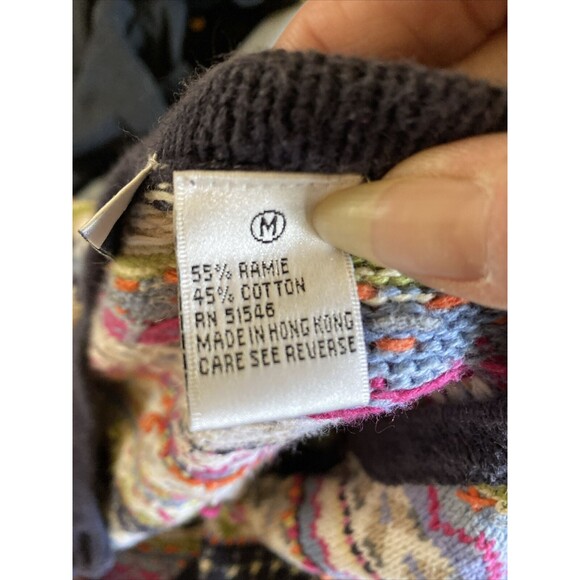 M
55% RAMIE
45% COTTON
RN 51546
MADE IN HONG KONG
CARE SEE REVERSE